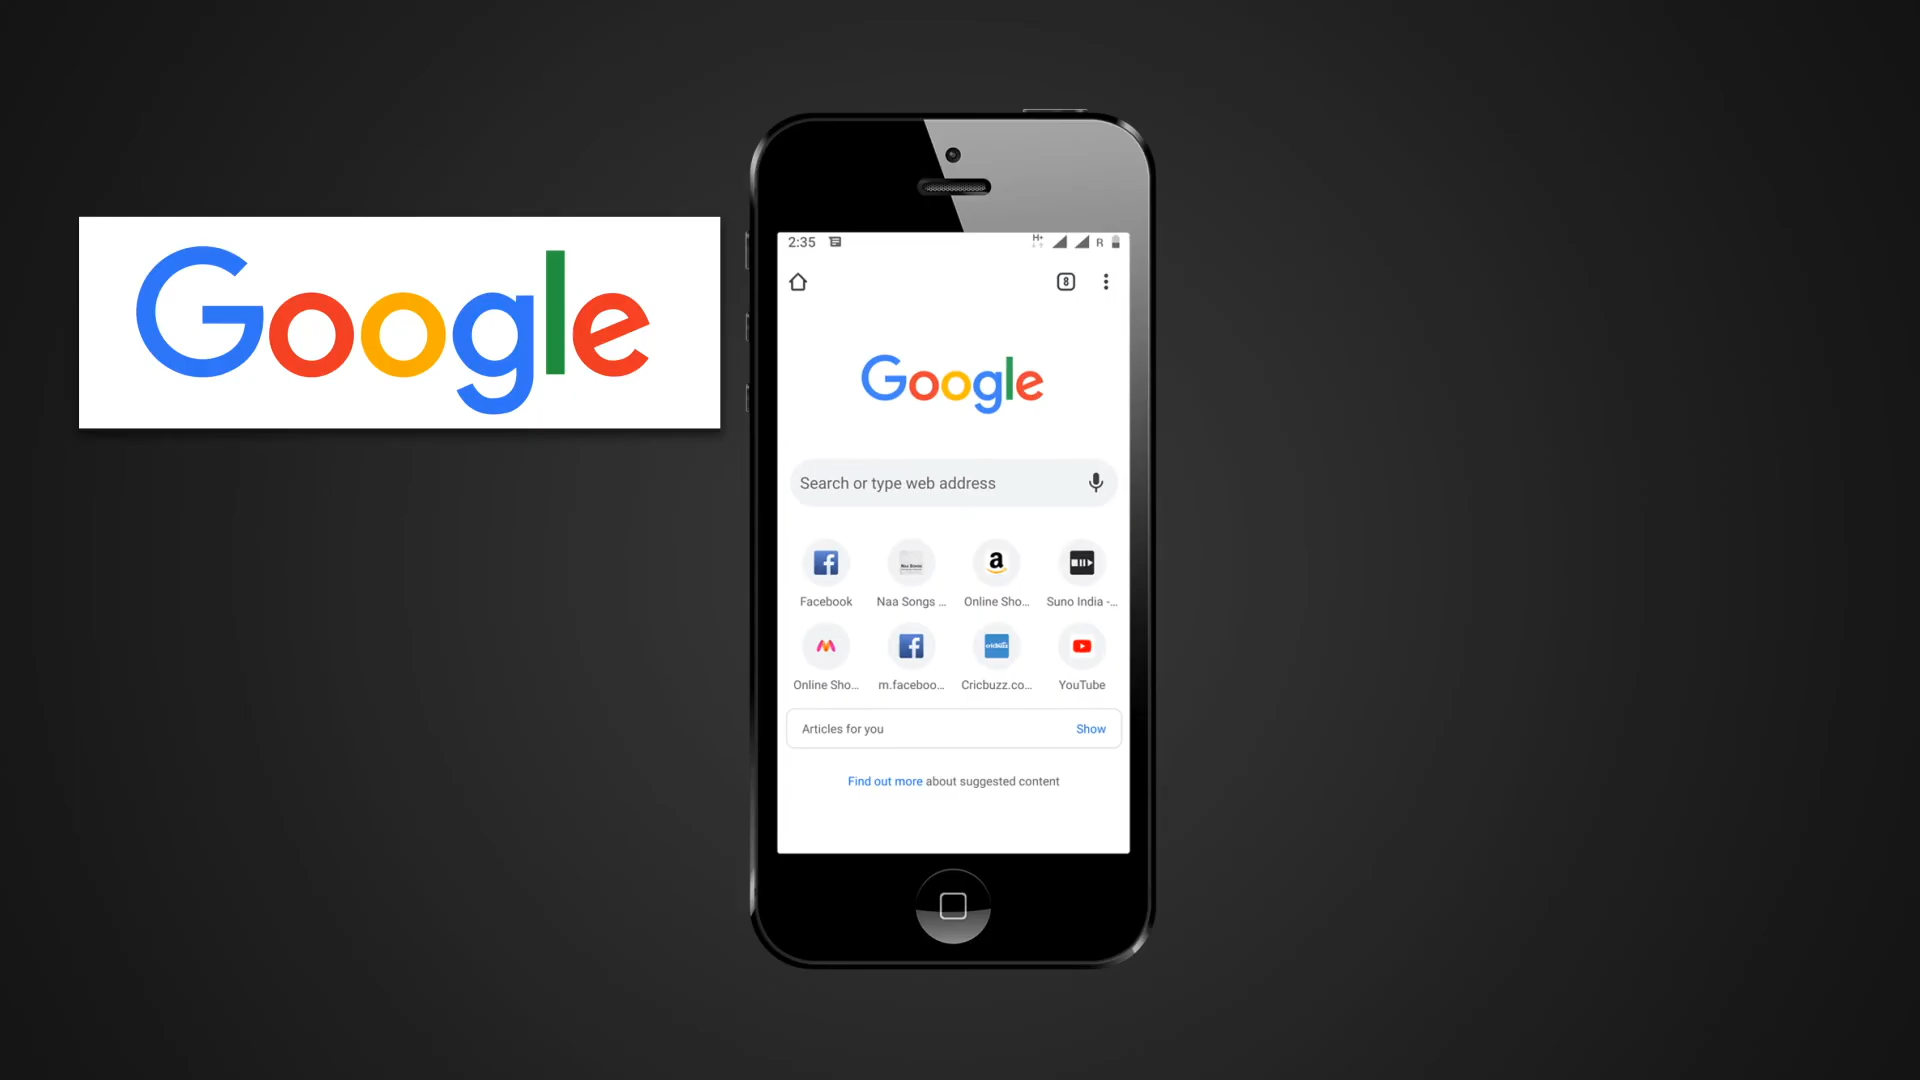 Google
2:35
H+
R
8
Google
Search or type web address
Facebook
Naa Songs ...
Online Sho...
Suno India -...
Online Sho...
m.faceboo...
Cricbuzz.co...
YouTube
Articles for you
Show
Find out more about suggested content